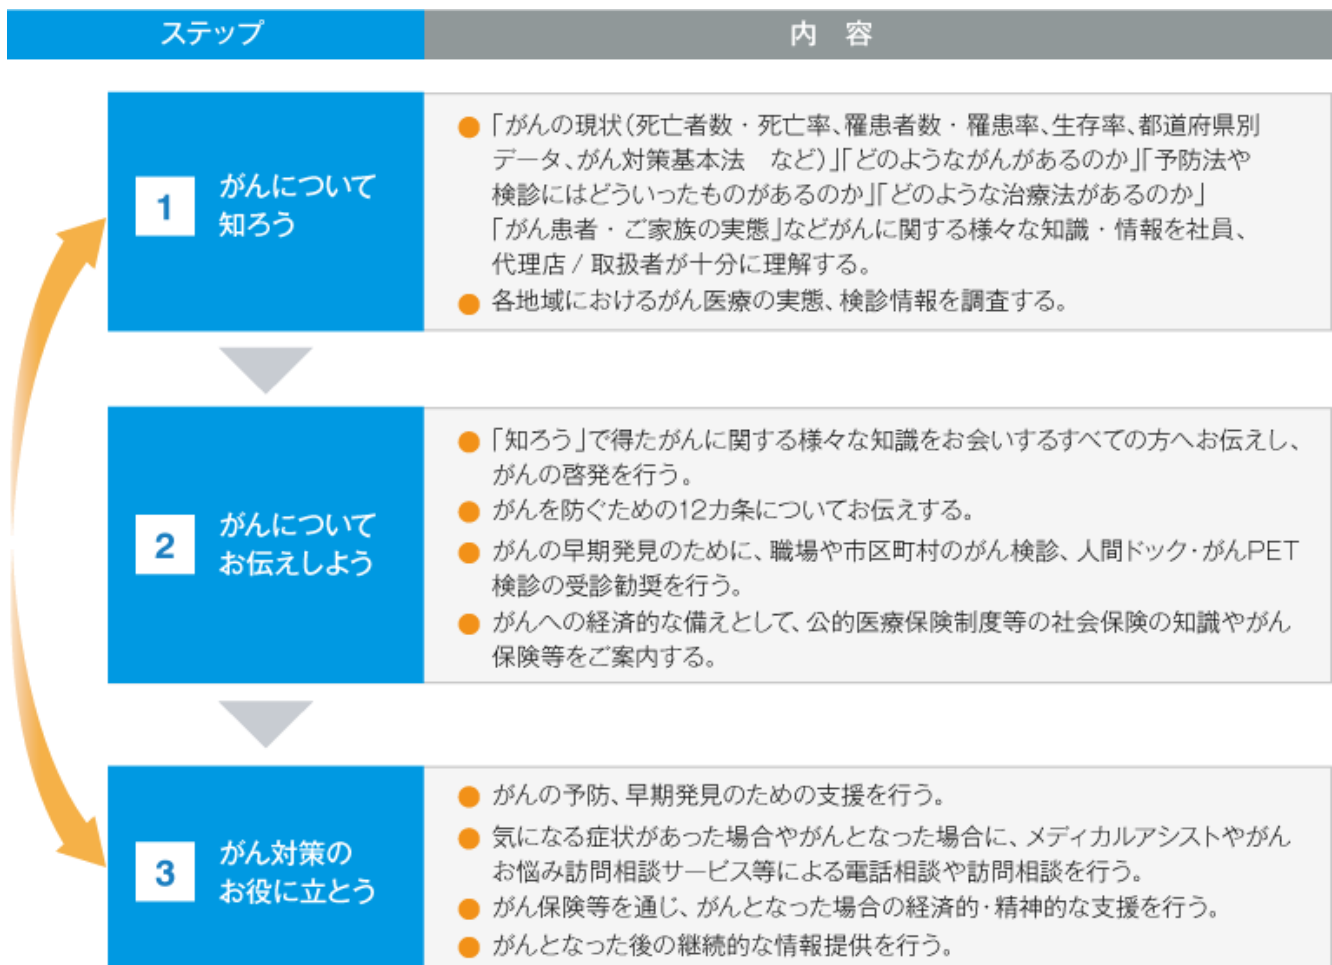 ステップ
内　容
1
がんについて
知ろう
●「がんの現状(死亡者数・死亡率、罹患者数・罹患率、生存率、都道府県別
データ、がん対策基本法　など)」「どのようながんがあるのか」「予防法や
検診にはどういったものがあるのか」「どのような治療法があるのか」
「がん患者・ご家族の実態」などがんに関する様々な知識・情報を社員、
代理店/取扱者が十分に理解する。
●各地域におけるがん医療の実態、検診情報を調査する。
2
がんについて
お伝えしよう
●「知ろう」で得たがんに関する様々な知識をお会いするすべての方へお伝えし、
がんの啓発を行う。
●がんを防ぐための12カ条についてお伝えする。
●がんの早期発見のために、職場や市区町村のがん検診、人間ドック・がんPET
検診の受診勧奨を行う。
●がんへの経済的な備えとして、公的医療保険制度等の社会保険の知識やがん
保険等をご案内する。
3
がん対策の
お役に立とう
●がんの予防、早期発見のための支援を行う。
●気になる症状があった場合やがんとなった場合に、メディカルアシストやがん
お悩み訪問相談サービス等による電話相談や訪問相談を行う。
●がん保険等を通じ、がんとなった場合の経済的・精神的な支援を行う。
●がんとなった後の継続的な情報提供を行う。